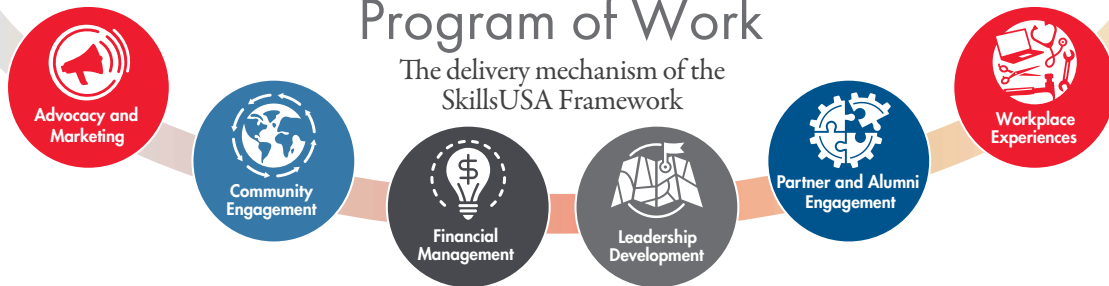 Program of Work
The delivery mechanism of the
SkillsUSA Framework
Advocacy and
Marketing
Community
Engagement
$
Financial
Management
Leadership
Development
Partner and Alumni
Engagement
Workplace
Experiences